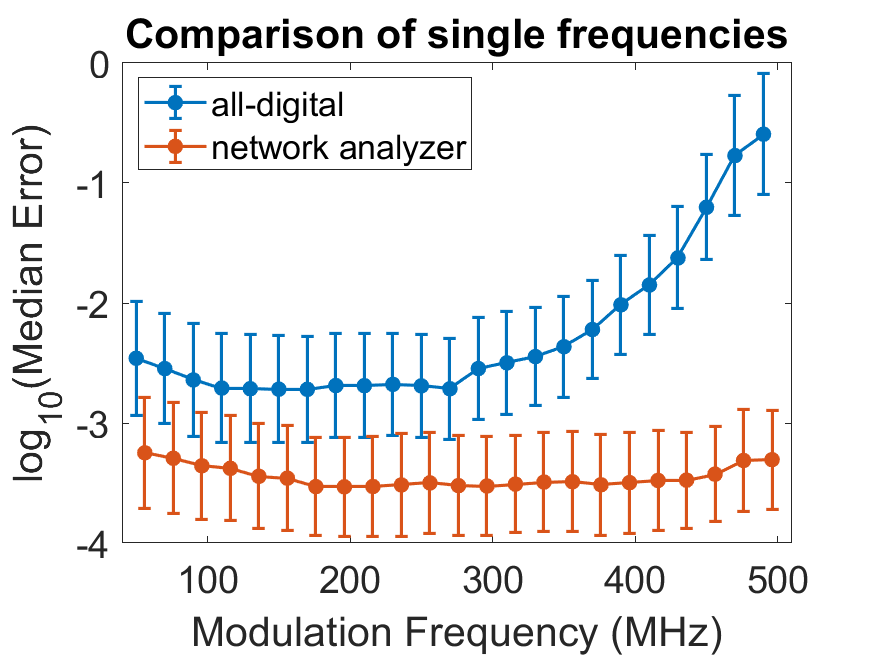 Comparison of single frequencies
0
-1
-2
-3
-4
log10(Median Error)
all-digital
network analyzer
100 200 300 400 500
Modulation Frequency (MHz)